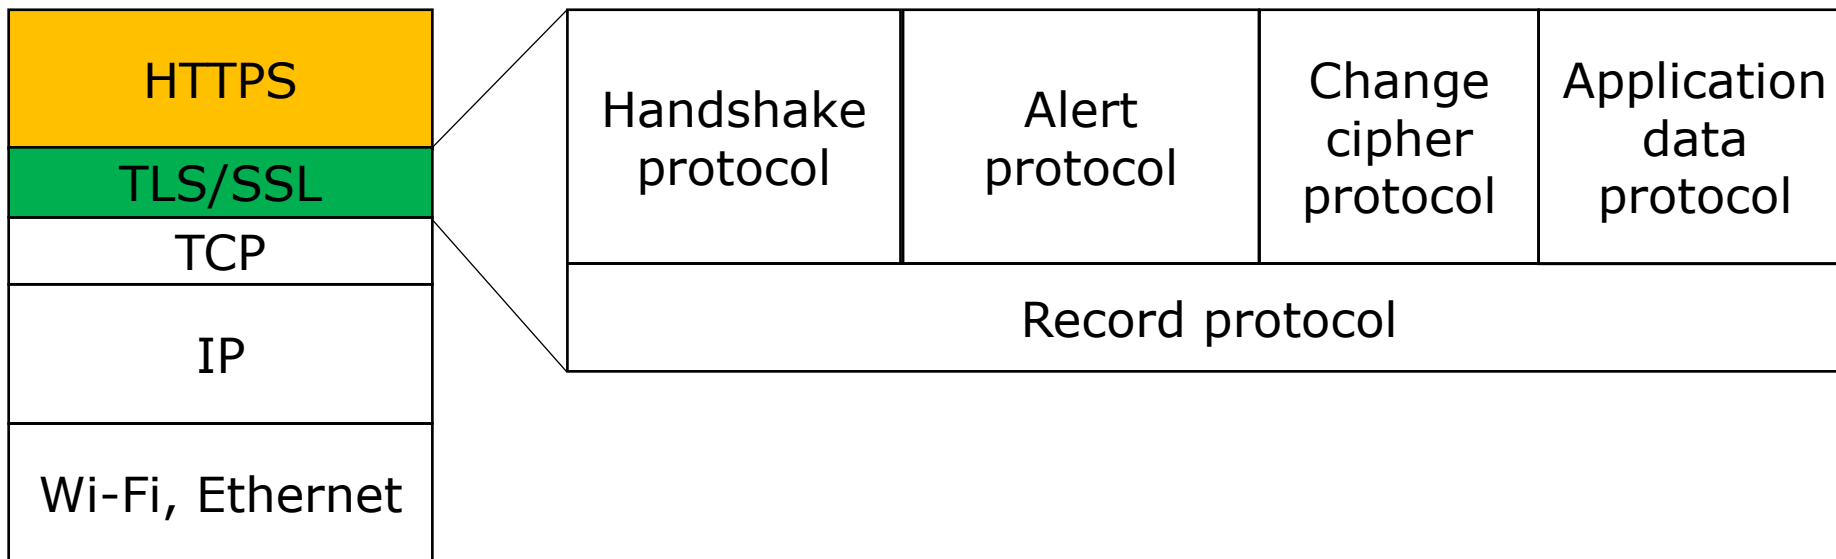 HTTPS
TLS/SSL
TCP
IP
Wi-Fi, Ethernet
Handshake
protocol
Alert
protocol
Change
cipher
protocol
Application
data
protocol
Record protocol